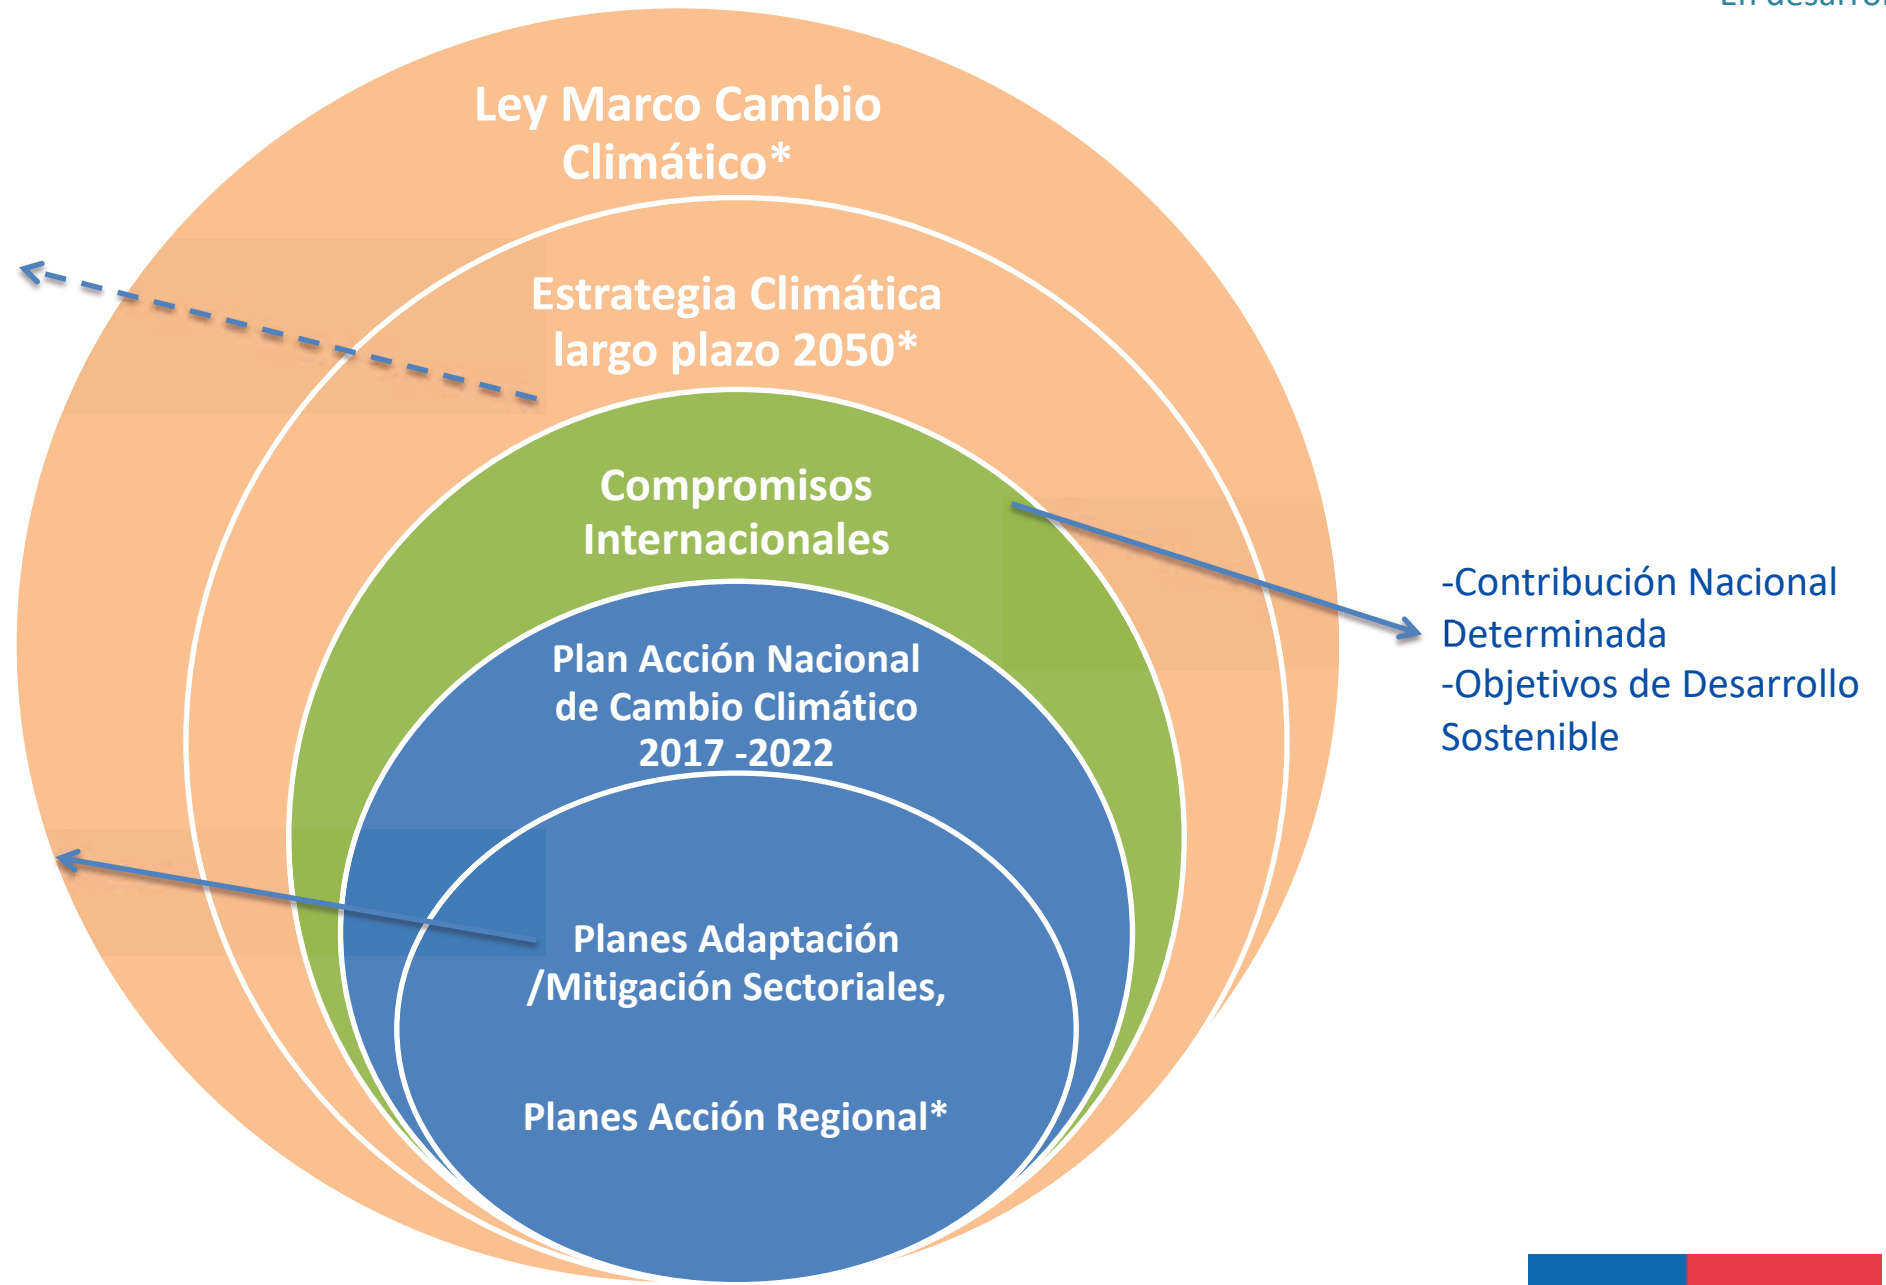 En
Ley Marco Cambio
Climático*
Estrategia Climática
largo plazo 2050*
Compromisos
Internacionales
-Contribución Nacional
Determinada
-Objetivos de Desarrollo
Sostenible
Plan Acción Nacional
de Cambio Climático
2017 -2022
Planes Adaptación
/Mitigación Sectoriales,
Planes Acción Regional*